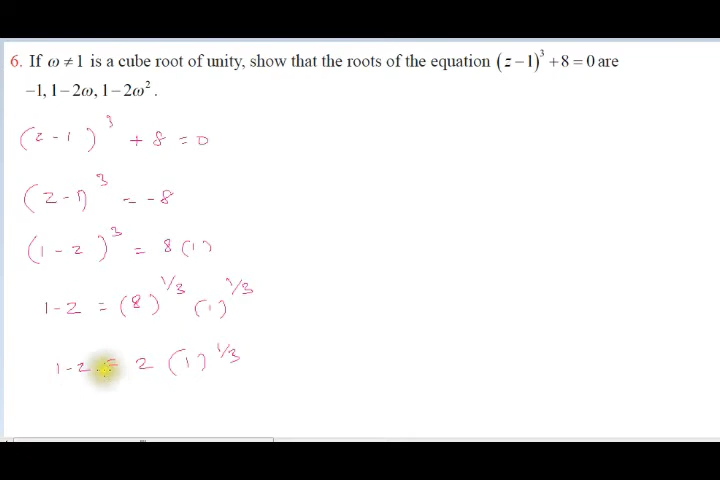 6. If ω ≠ 1 is a cube root of unity, show that the roots of the equation (z − 1)³ + 8 = 0 are
−1, 1 − 2ω, 1 − 2ω² .
(z - 1)³ + 8 = 0
(z - 1)³ = - 8
(1 - z)³ = 8 (1)
1 - z = (8)^1/3 (1)^1/3
1 - z = 2 (1)^1/3